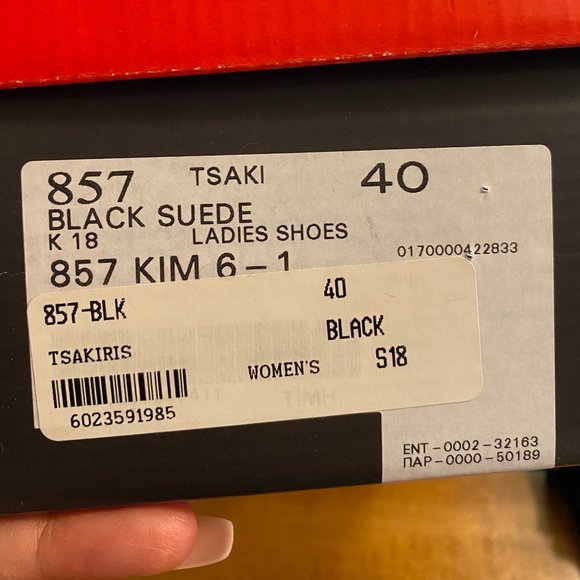 857 TSAKI 40
BLACK SUEDE
K 18 LADIES SHOES
0170000422833
857 KIM 6-1
857-BLK 40
BLACK
TSAKIRIS WOMEN'S S18
6023591985
ENT-0002-32163
ΠΑΡ-0000-50189